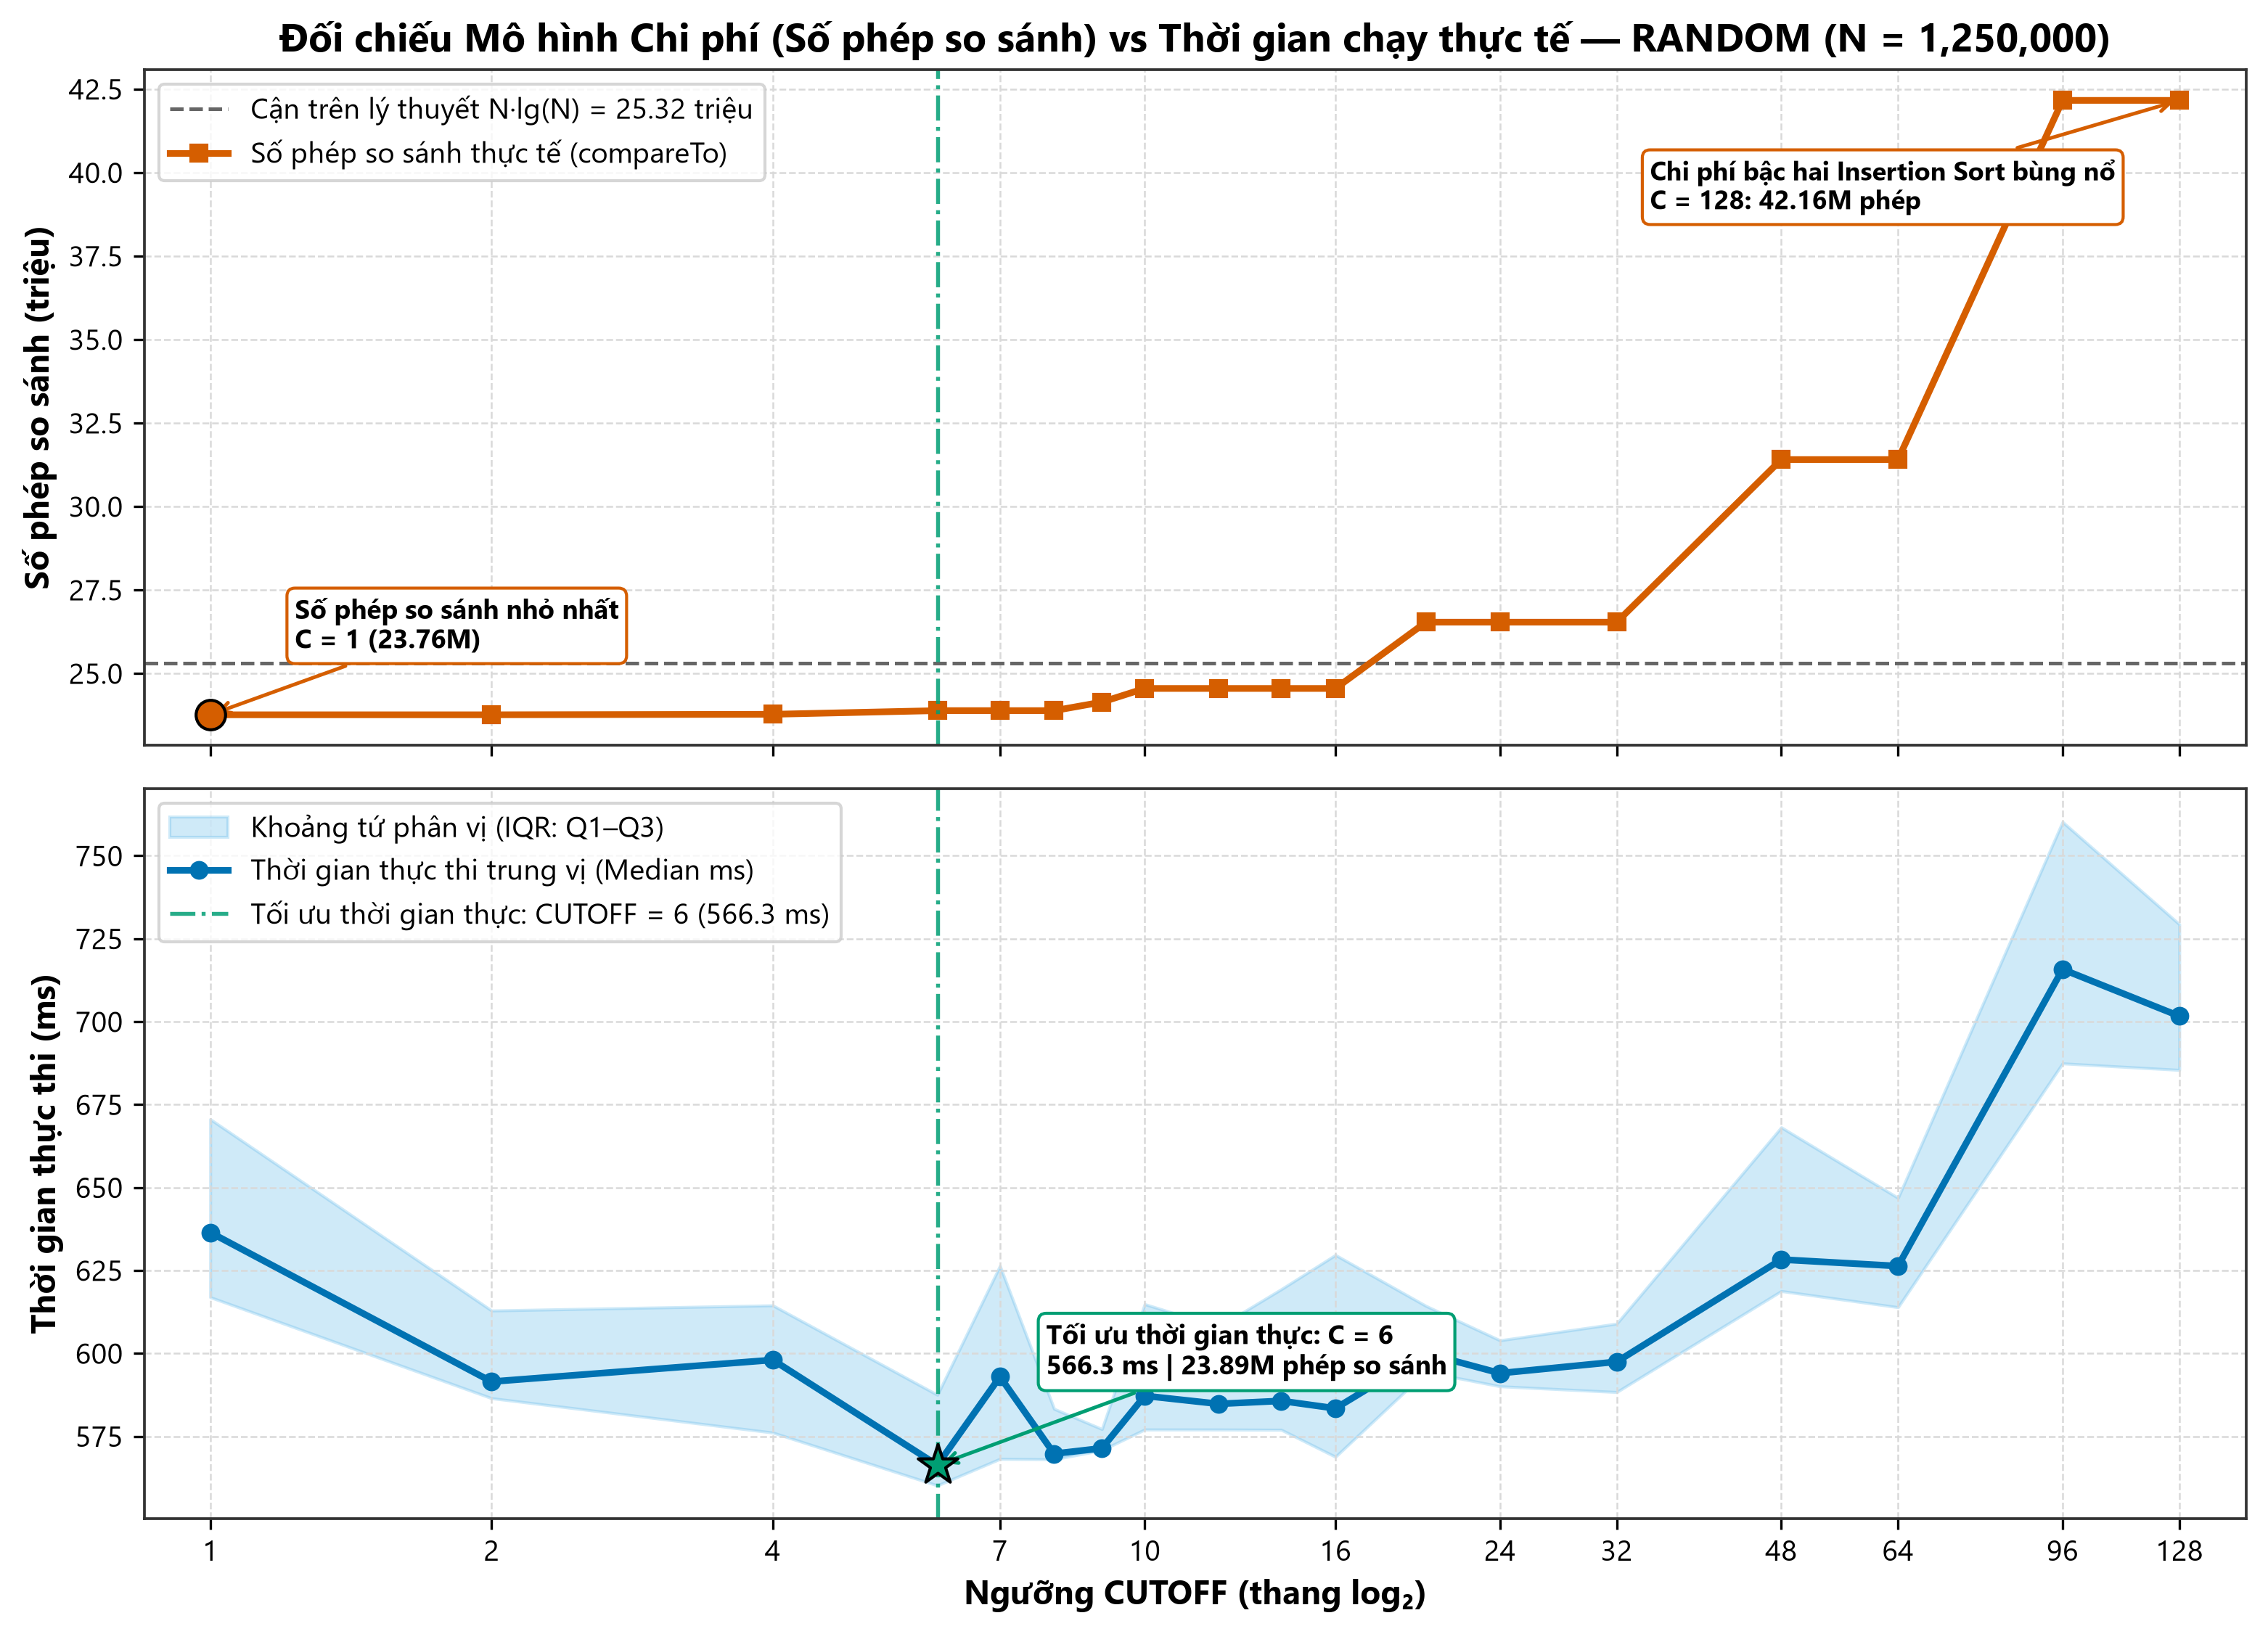 Đối chiếu Mô hình Chi phí (Số phép so sánh) vs Thời gian chạy thực tế — RANDOM (N = 1,250,000)
Số phép so sánh (triệu)
42.5
40.0
37.5
35.0
32.5
30.0
27.5
25.0
Cận trên lý thuyết N·lg(N) = 25.32 triệu
Số phép so sánh thực tế (compareTo)
Chi phí bậc hai Insertion Sort bùng nổ
C = 128: 42.16M phép
Số phép so sánh nhỏ nhất
C = 1 (23.76M)
Thời gian thực thi (ms)
750
725
700
675
650
625
600
575
Khoảng tứ phân vị (IQR: Q1–Q3)
Thời gian thực thi trung vị (Median ms)
Tối ưu thời gian thực: CUTOFF = 6 (566.3 ms)
Tối ưu thời gian thực: C = 6
566.3 ms | 23.89M phép so sánh
1 2 4 7 10 16 24 32 48 64 96 128
Ngưỡng CUTOFF (thang log₂)